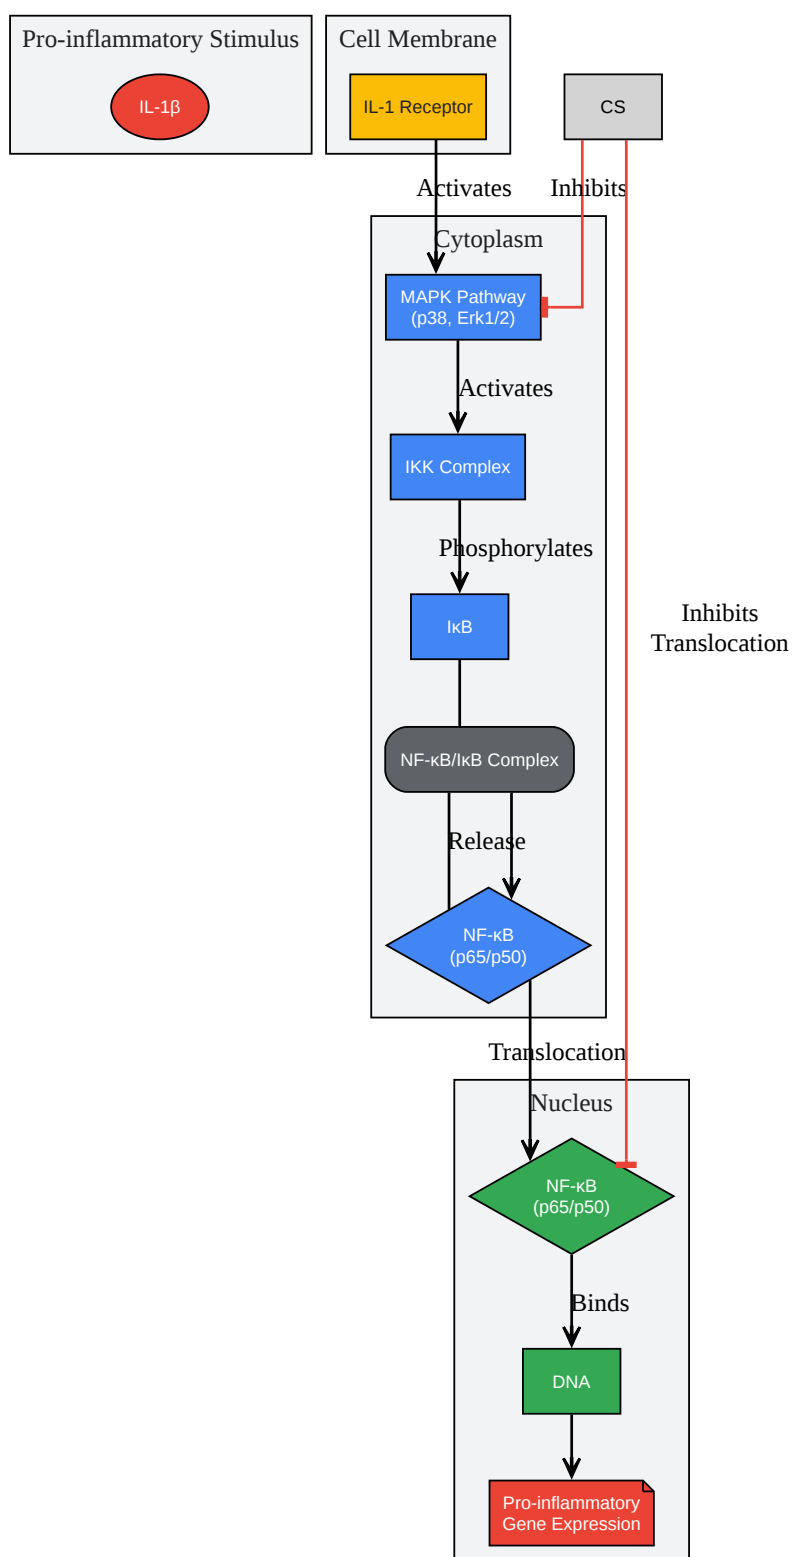 Pro-inflammatory Stimulus
Cell Membrane
IL-1β
IL-1 Receptor
CS
Activates
Inhibits
Cytoplasm
MAPK Pathway
(p38, Erk1/2)
Activates
IKK Complex
Phosphorylates
IκB
Inhibits
Translocation
NF-κB/IκB Complex
Release
NF-κB
(p65/p50)
Translocation
Nucleus
NF-κB
(p65/p50)
Binds
DNA
Pro-inflammatory
Gene Expression